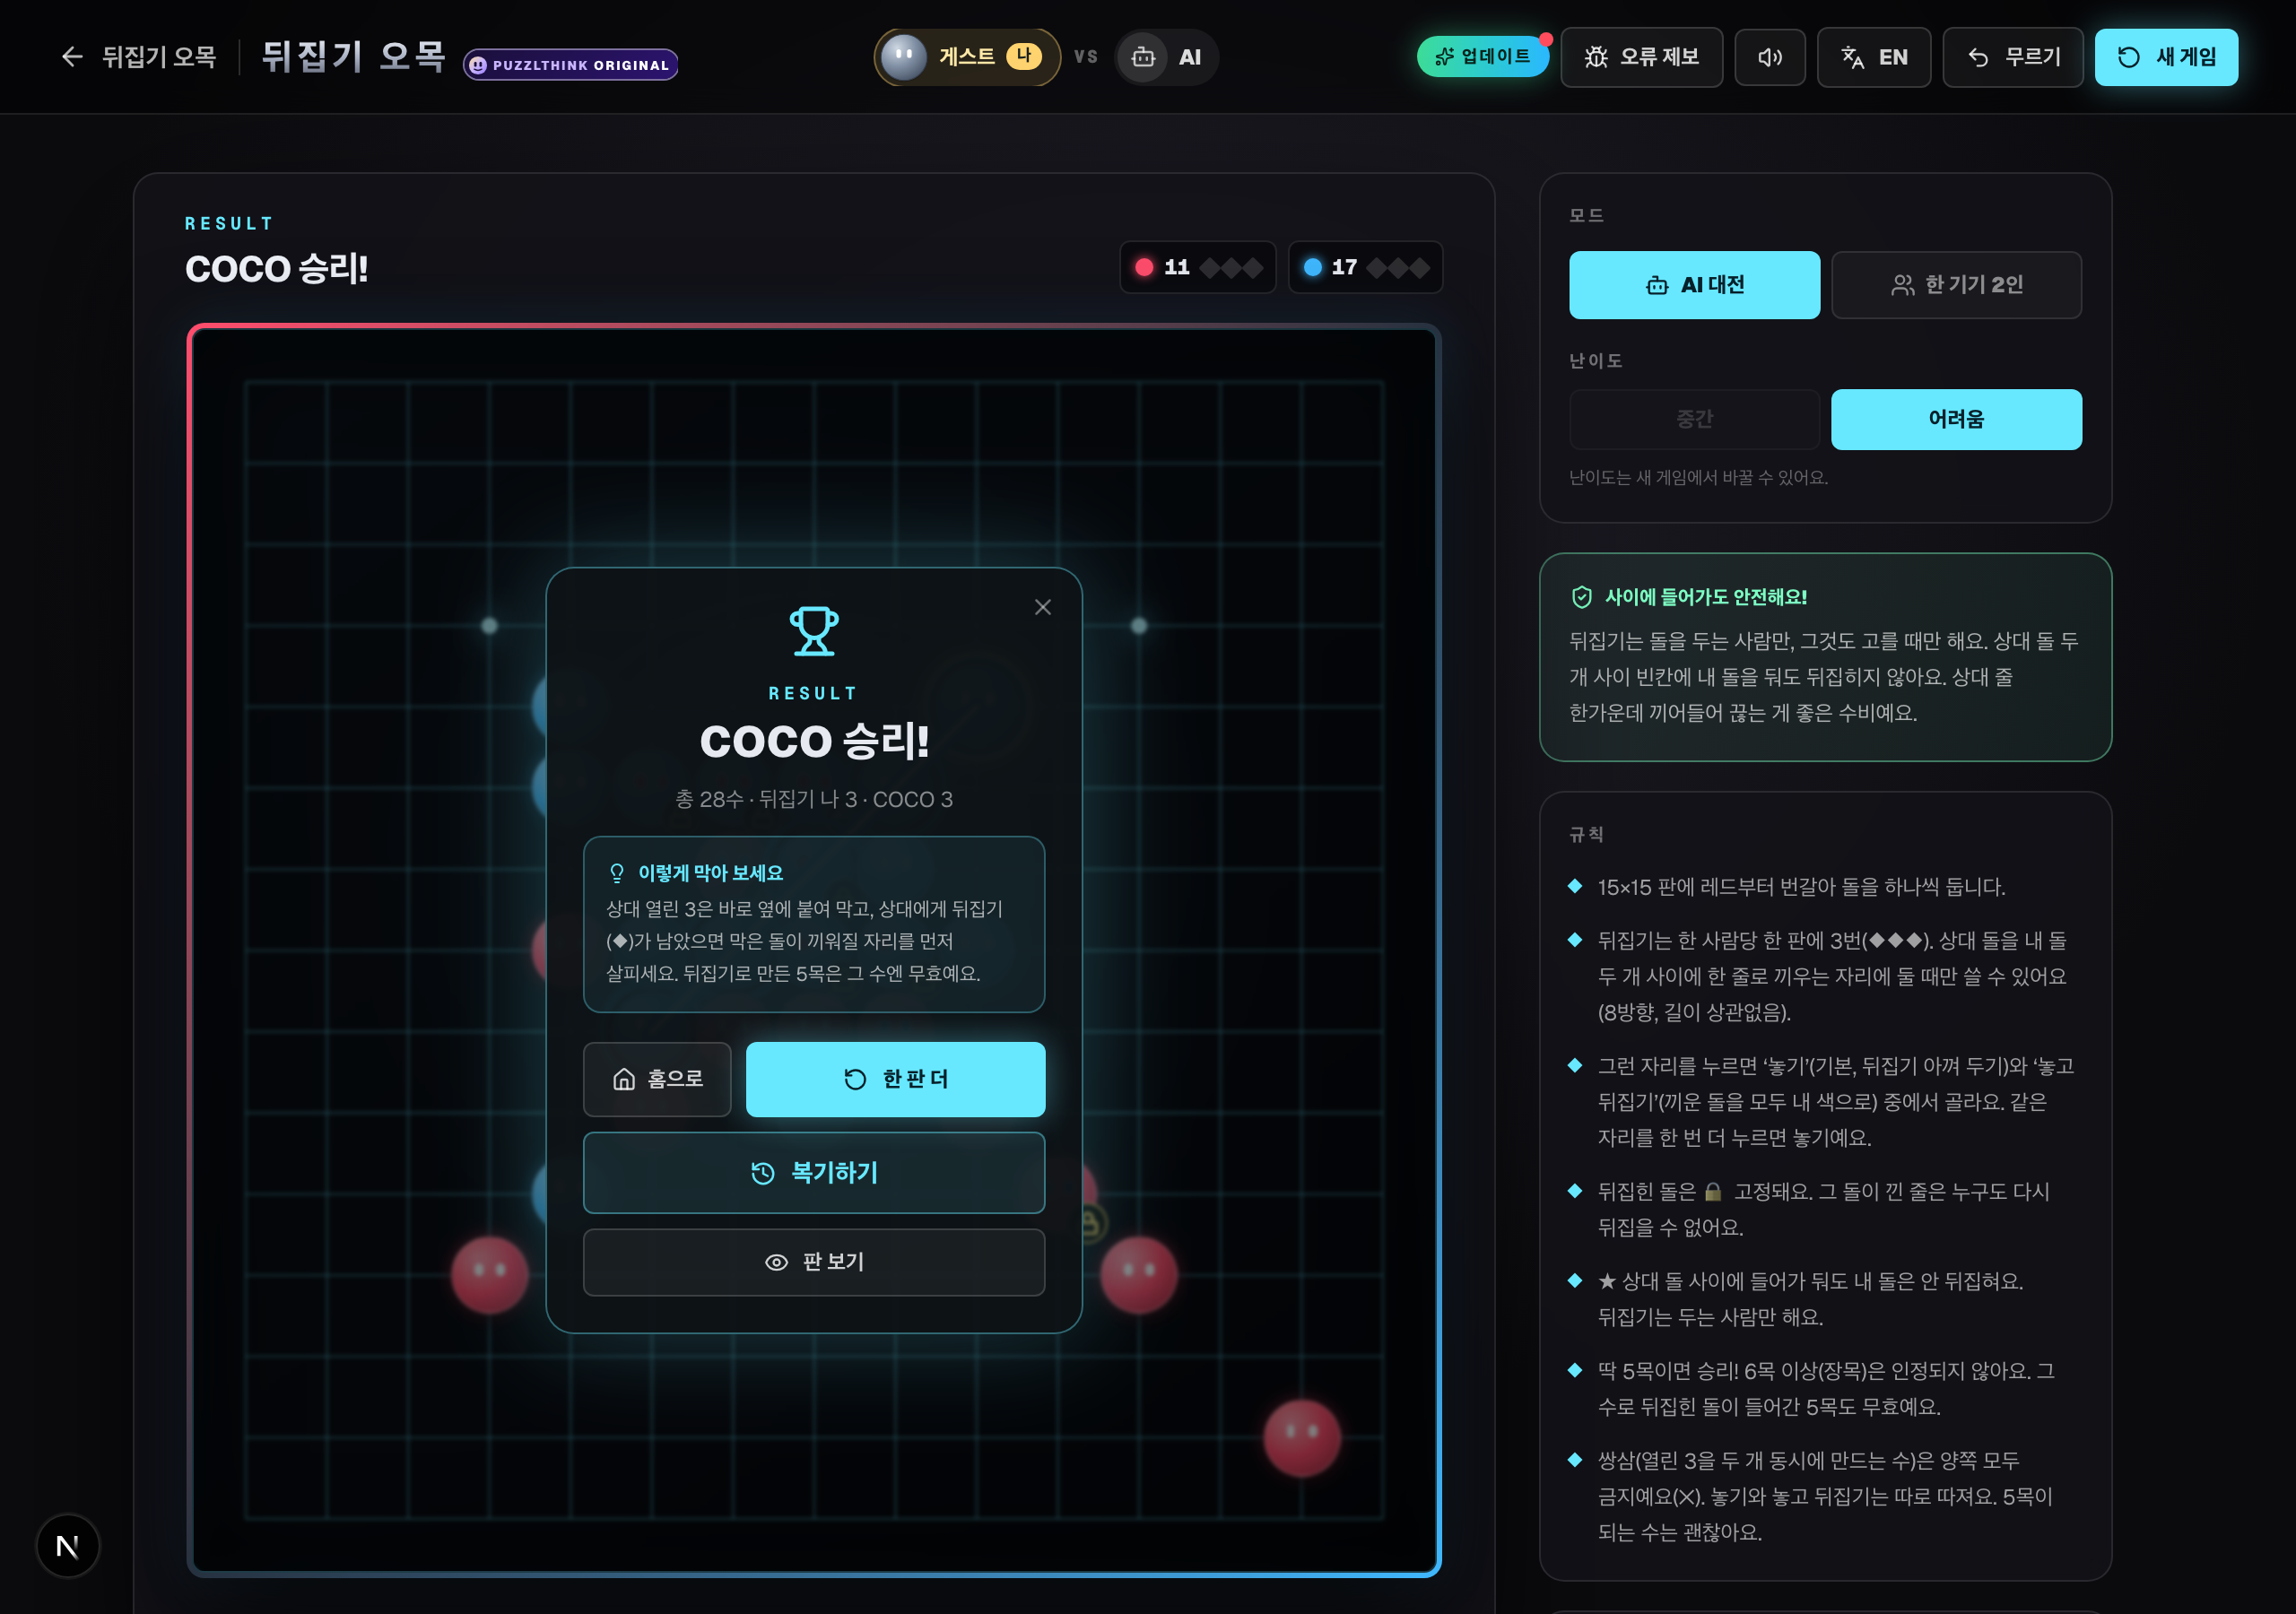 뒤집기 오목
뒤집기 오목
PUZZLTHINK ORIGINAL
게스트 나 VS AI
업데이트
오류 제보
EN
무르기
새 게임
RESULT
COCO 승리!
11 ◆◆◆
17 ◆◆◆
RESULT
COCO 승리!
총 28수 · 뒤집기 나 3 · COCO 3
이렇게 막아 보세요
상대 열린 3은 바로 옆에 붙여 막고, 상대에게 뒤집기
(◆)가 남았으면 막은 돌이 끼워질 자리를 먼저
살피세요. 뒤집기로 만든 5목은 그 수엔 무효예요.
홈으로
한 판 더
복기하기
판 보기
N
모드
AI 대전
한 기기 2인
난이도
중간
어려움
난이도는 새 게임에서 바꿀 수 있어요.
사이에 들어가도 안전해요!
뒤집기는 돌을 두는 사람만, 그것도 고를 때만 해요. 상대 돌 두
개 사이 빈칸에 내 돌을 둬도 뒤집히지 않아요. 상대 줄
한가운데 끼어들어 끊는 게 좋은 수비예요.
규칙
◆ 15×15 판에 레드부터 번갈아 돌을 하나씩 둡니다.
◆ 뒤집기는 한 사람당 한 판에 3번(◆◆◆). 상대 돌을 내 돌
두 개 사이에 한 줄로 끼우는 자리에 둘 때만 쓸 수 있어요
(8방향, 길이 상관없음).
◆ 그런 자리를 누르면 ‘놓기’(기본, 뒤집기 아껴 두기)와 ‘놓고
뒤집기’(끼운 돌을 모두 내 색으로) 중에서 골라요. 같은
자리를 한 번 더 누르면 놓기예요.
◆ 뒤집힌 돌은 🔒 고정돼요. 그 돌이 낀 줄은 누구도 다시
뒤집을 수 없어요.
◆ ★ 상대 돌 사이에 들어가 둬도 내 돌은 안 뒤집혀요.
뒤집기는 두는 사람만 해요.
◆ 딱 5목이면 승리! 6목 이상(장목)은 인정되지 않아요. 그
수로 뒤집힌 돌이 들어간 5목도 무효예요.
◆ 쌍삼(열린 3을 두 개 동시에 만드는 수)은 양쪽 모두
금지예요(✕). 놓기와 놓고 뒤집기는 따로 따져요. 5목이
되는 수는 괜찮아요.